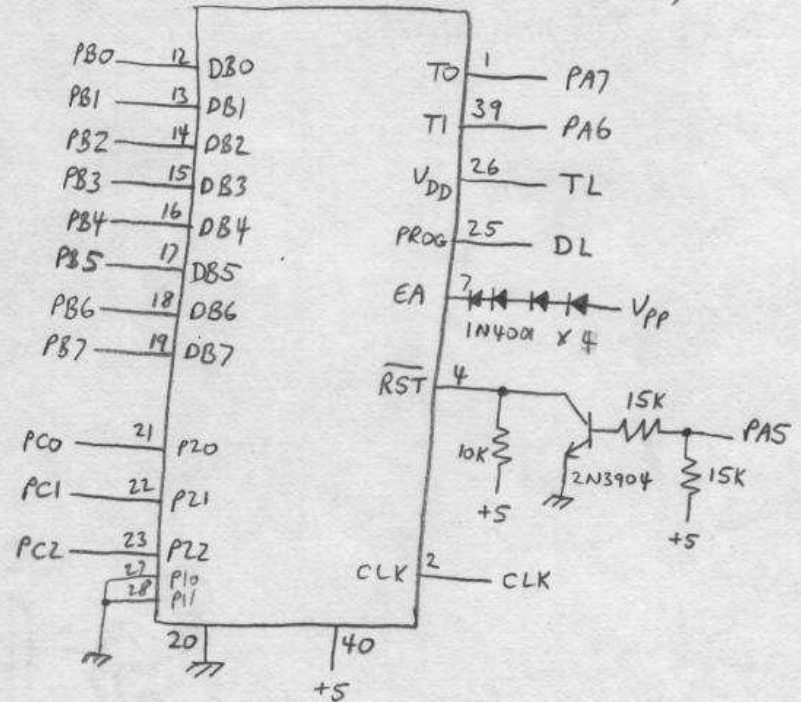 PB0 12 DB0
PB1 13 DB1
PB2 14 DB2
PB3 15 DB3
PB4 16 DB4
PB5 17 DB5
PB6 18 DB6
PB7 19 DB7
PC0 21 P20
PC1 22 P21
PC2 23 P22
27 P10
28 P11
20
40
+5
T0 1 PA7
T1 39 PA6
VDD 26 TL
PROG 25 DL
EA 7 VPP
1N4001 x 4
RST 4
10K
+5
2N3904
15K
PA5
15K
+5
CLK 2 CLK